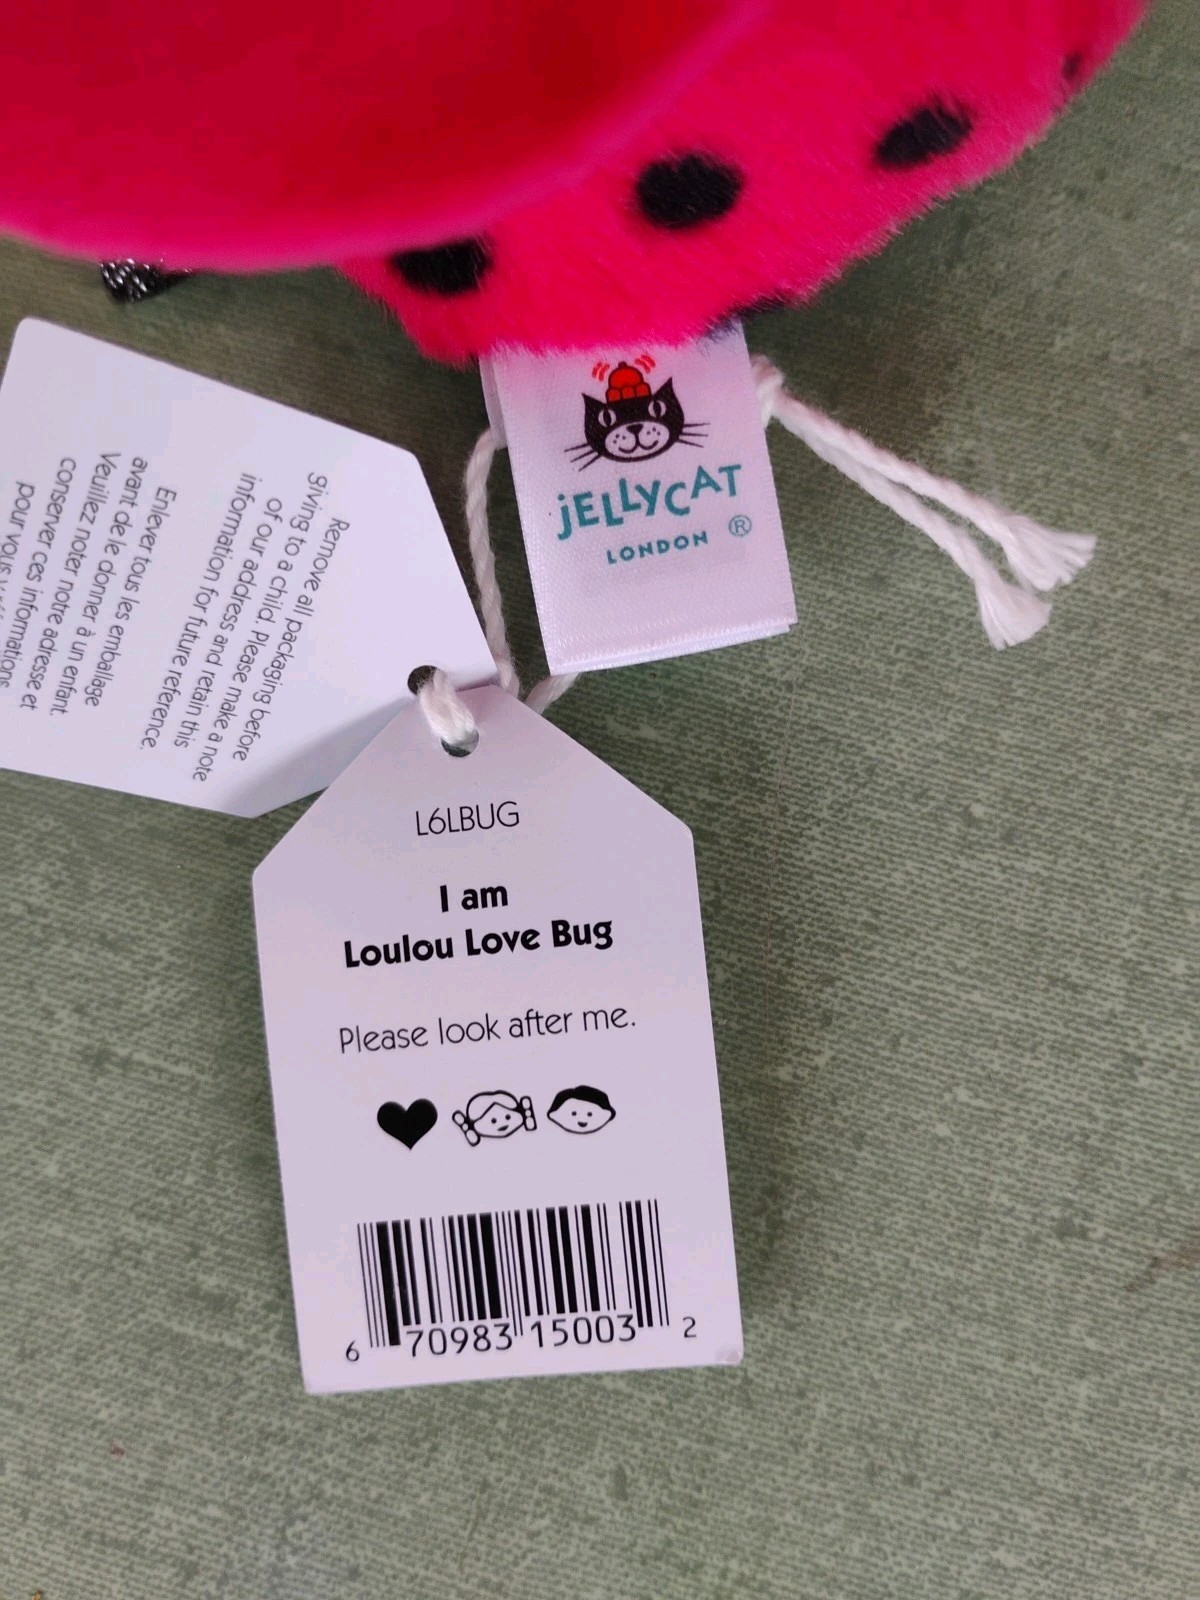 jELLYCAT
LONDON ®
Remove all packaging before
giving to a child, please make a note
of our address and retain this
information for future reference.
Enlever tous les emballage
avant de le donner à un enfant.
Veuillez noter notre adresse et
conserver ces informations
pour vous y
L6LBUG
I am
Loulou Love Bug
Please look after me.
6 70983 15003 2